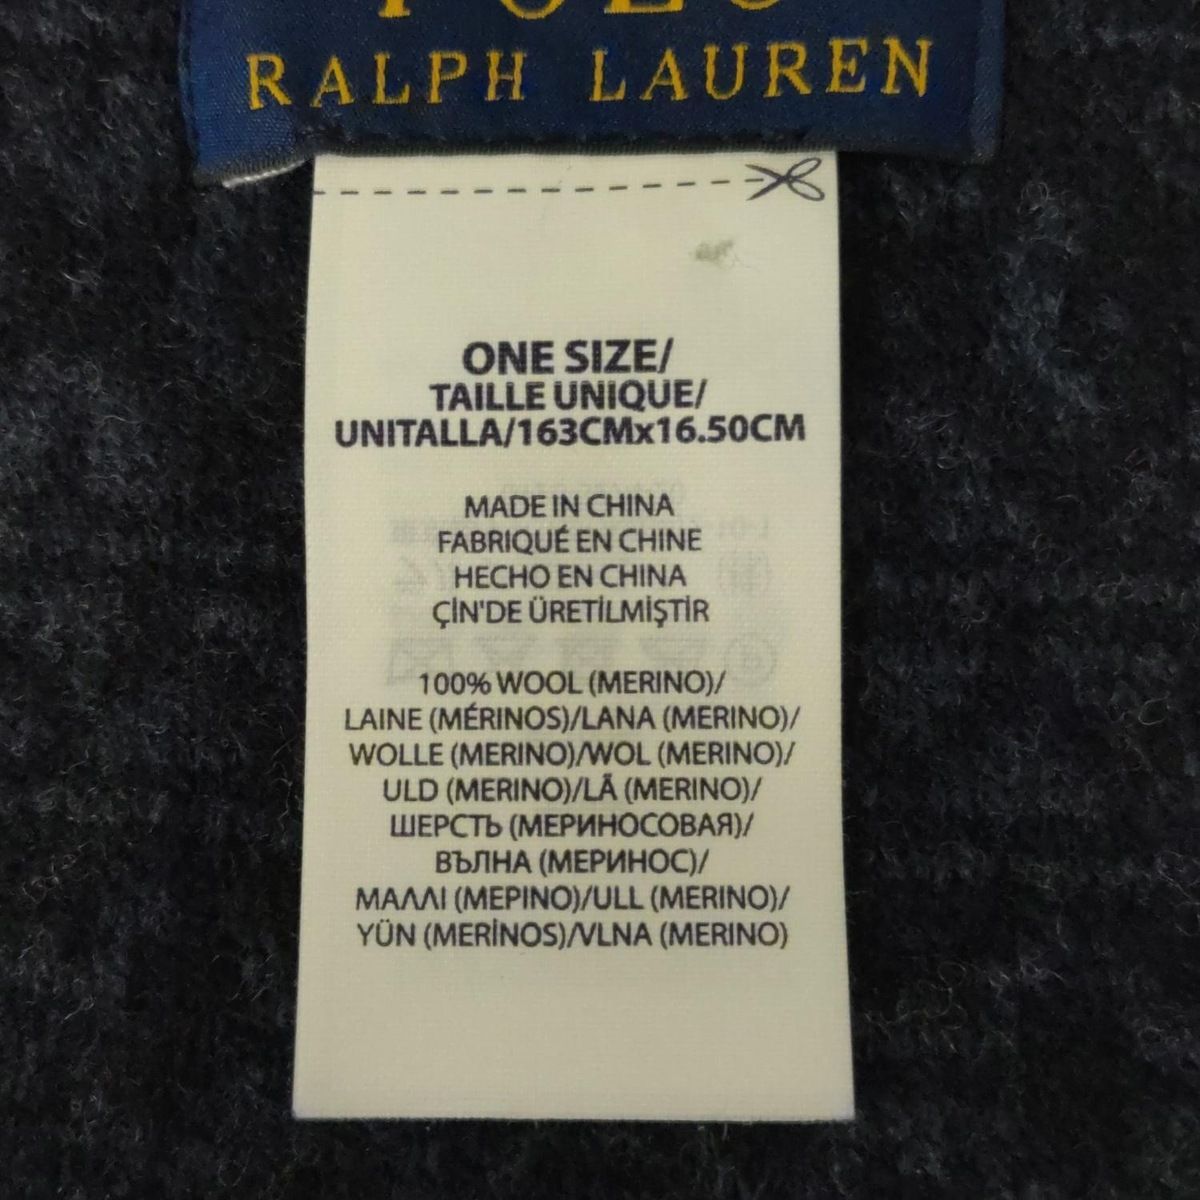 POLO
RALPH LAUREN
ONE SIZE/
TAILLE UNIQUE/
UNITALLA/163CMx16.50CM
MADE IN CHINA
FABRIQUÉ EN CHINE
HECHO EN CHINA
ÇİN'DE ÜRETİLMİŞTİR
100% WOOL (MERINO)/
LAINE (MÉRINOS)/LANA (MERINO)/
WOLLE (MERINO)/WOL (MERINO)/
ULD (MERINO)/LÃ (MERINO)/
ШЕРСТЬ (МЕРИНОСОВАЯ)/
ВЪЛНА (МЕРИНОС)/
ΜΑΛΛΙ (ΜΕΡΙΝΟ)/ULL (MERINO)/
YÜN (MERİNOS)/VLNA (MERINO)